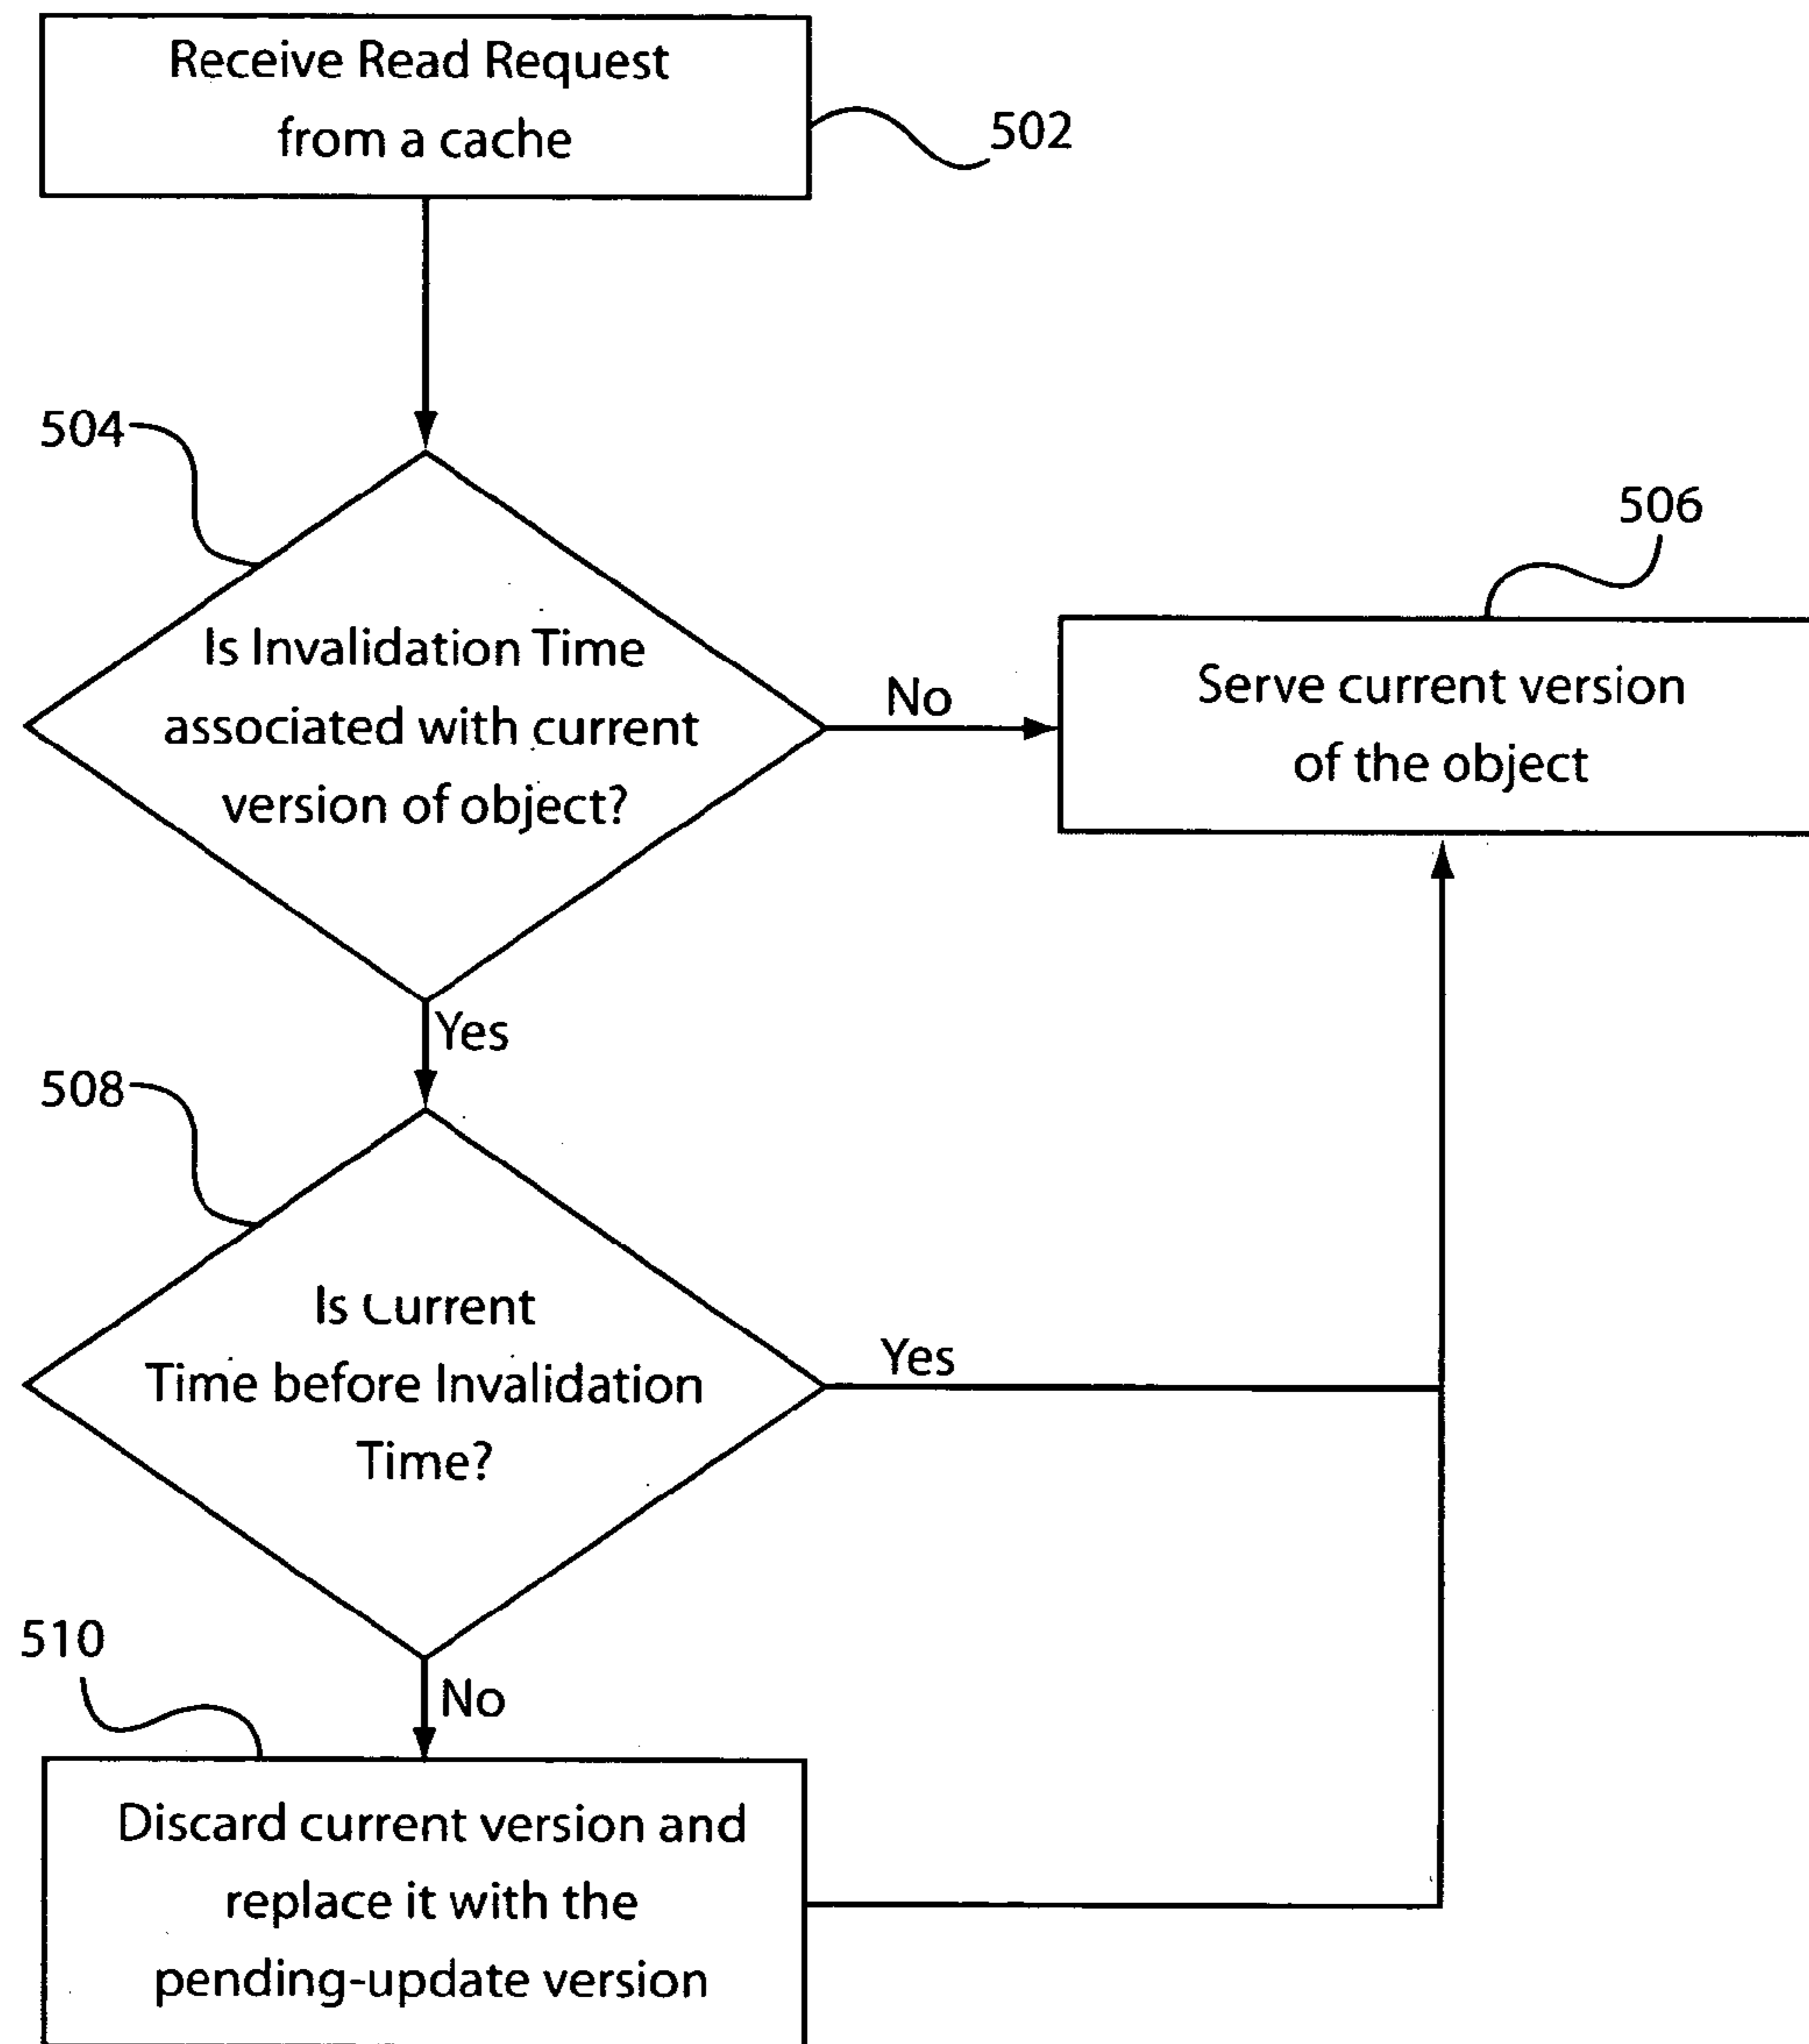 Receive Read Request
from a cache
502
504
Is Invalidation Time
associated with current
version of object?
No
506
Serve current version
of the object
Yes
508
Is Current
Time before Invalidation
Time?
Yes
510
No
Discard current version and
replace it with the
pending-update version